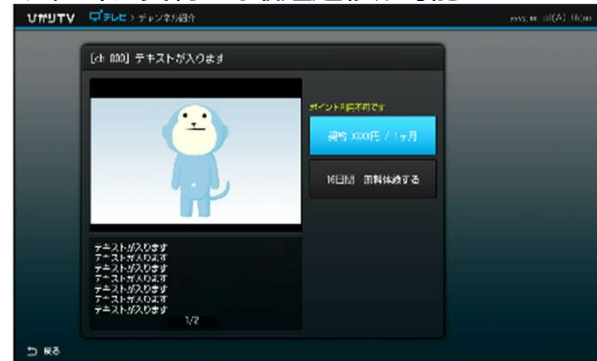 ひかりTV
テレビ > チャンネル紹介
[ch 000] テキストが入ります
ポイント利用不可です
契約 XXX円 / 1ヶ月
16日間 無料体験する
テキストが入ります
テキストが入ります
テキストが入ります
テキストが入ります
テキストが入ります
テキストが入ります
テキストが入ります
1/2
戻る